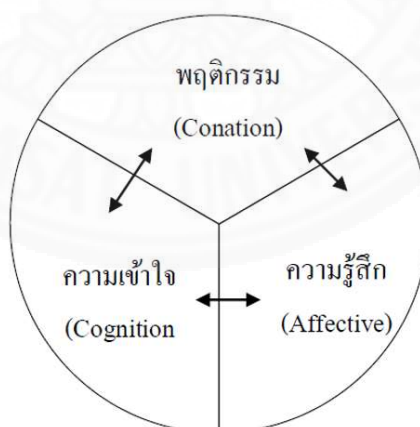 พฤติกรรม
(Conation)
ความเข้าใจ
(Cognition
ความรู้สึก
(Affective)